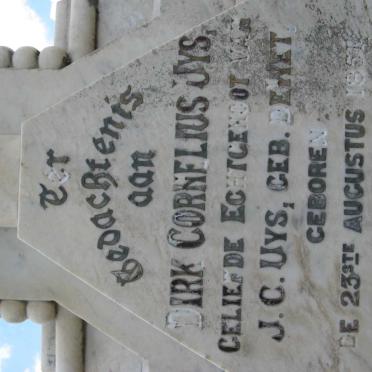 Ter
Gedachtenis
aan
DIRK CORNELIUS UYS,
GELIEFDE ECHTGENOOT VAN
J. C. UYS, GEB. DE WET,
GEBOREN
DE 23STE AUGUSTUS